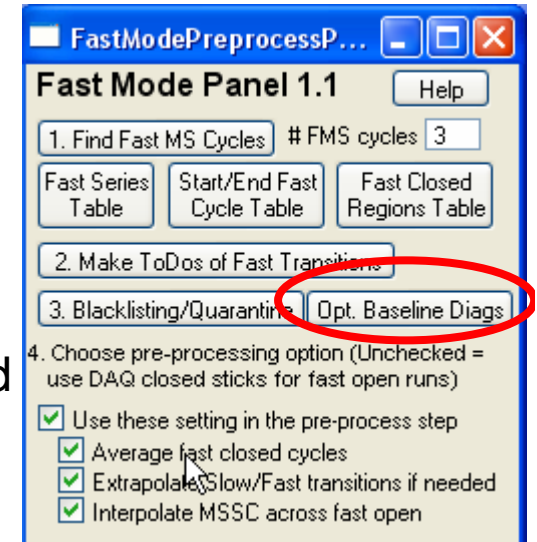 FastModePreprocessP...
Fast Mode Panel 1.1 Help
1. Find Fast MS Cycles # FMS cycles 3
Fast Series Table Start/End Fast Cycle Table Fast Closed Regions Table
2. Make ToDos of Fast Transitions
3. Blacklisting/Quarantine Opt. Baseline Diags
4. Choose pre-processing option (Unchecked =
use DAQ closed sticks for fast open runs)
d
Use these setting in the pre-process step
Average fast closed cycles
Extrapolate Slow/Fast transitions if needed
Interpolate MSSC across fast open